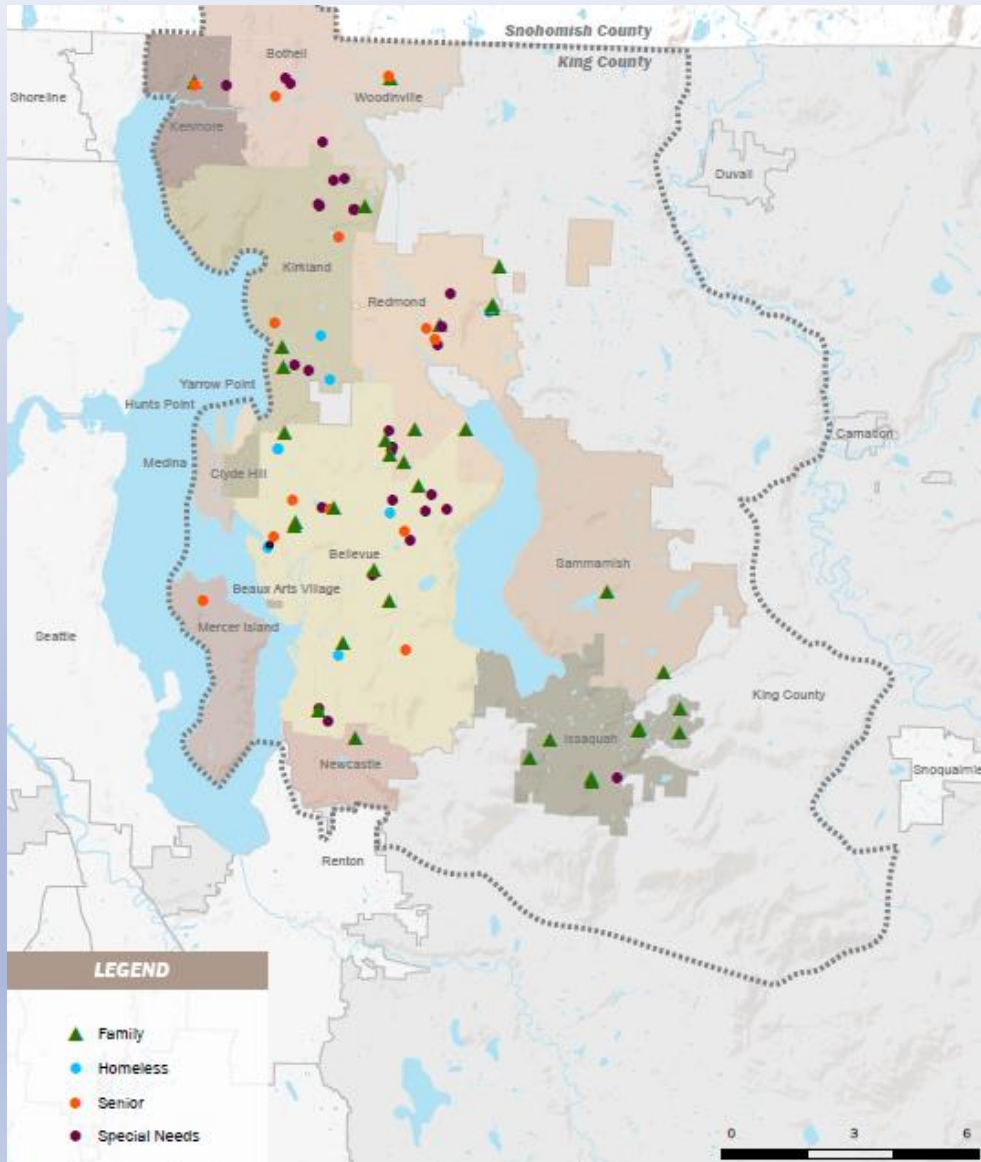 Snohomish County
King County
Bothell
Shoreline
Woodinville
Kenmore
Duvall
Kirkland
Redmond
Yarrow Point
Hunts Point
Carnation
Medina
Clyde Hill
Bellevue
Sammamish
Beaux Arts Village
Mercer Island
Seattle
King County
Issaquah
Newcastle
Snoqualmie
Renton
LEGEND
Family
Homeless
Senior
Special Needs
0 3 6